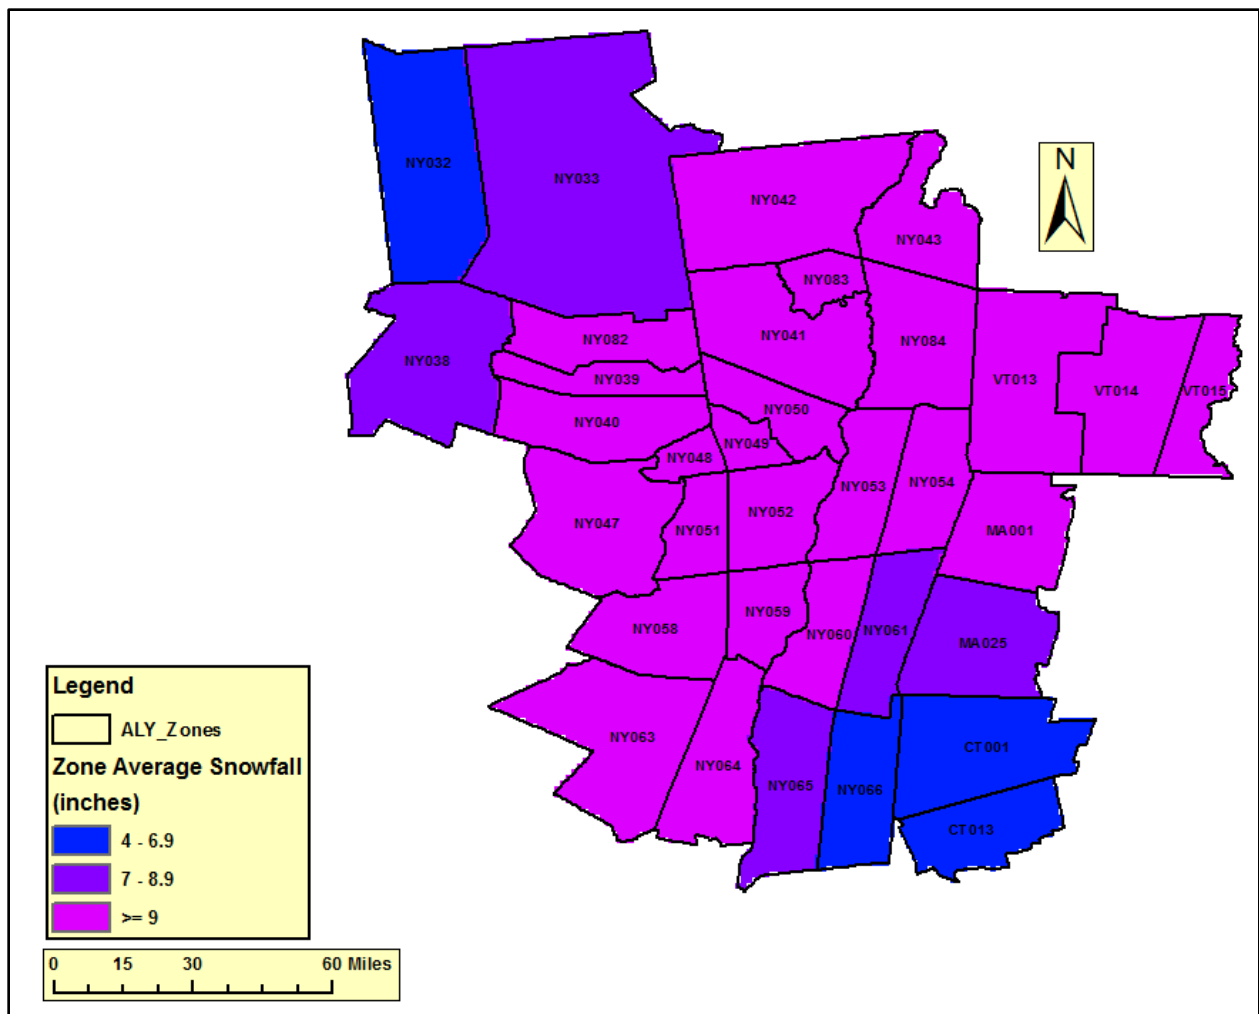 NY032
NY033
N
NY042
NY043
NY083
NY082
NY041
NY084
NY038
NY039
VT013
VT014
VT015
NY040
NY050
NY049
NY048
NY053
NY054
NY047
NY051
NY052
MA001
NY058
NY059
NY060
NY061
MA025
NY063
NY064
NY065
NY066
CT001
CT013
Legend
ALY_Zones
Zone Average Snowfall
(inches)
4 - 6.9
7 - 8.9
>= 9
0 15 30 60 Miles